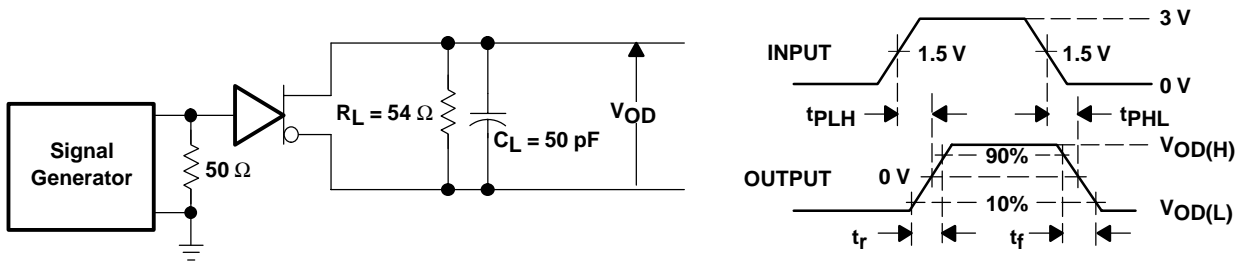 Signal
Generator
50 Ω
RL = 54 Ω
CL = 50 pF
VOD
INPUT
3 V
1.5 V
1.5 V
0 V
tPLH
tPHL
OUTPUT
0 V
90%
10%
VOD(H)
VOD(L)
tr
tf